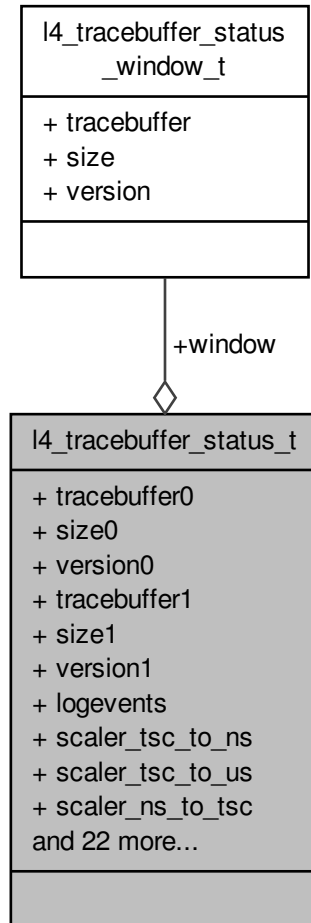 l4_tracebuffer_status
_window_t
+ tracebuffer
+ size
+ version
+window
l4_tracebuffer_status_t
+ tracebuffer0
+ size0
+ version0
+ tracebuffer1
+ size1
+ version1
+ logevents
+ scaler_tsc_to_ns
+ scaler_tsc_to_us
+ scaler_ns_to_tsc
and 22 more...